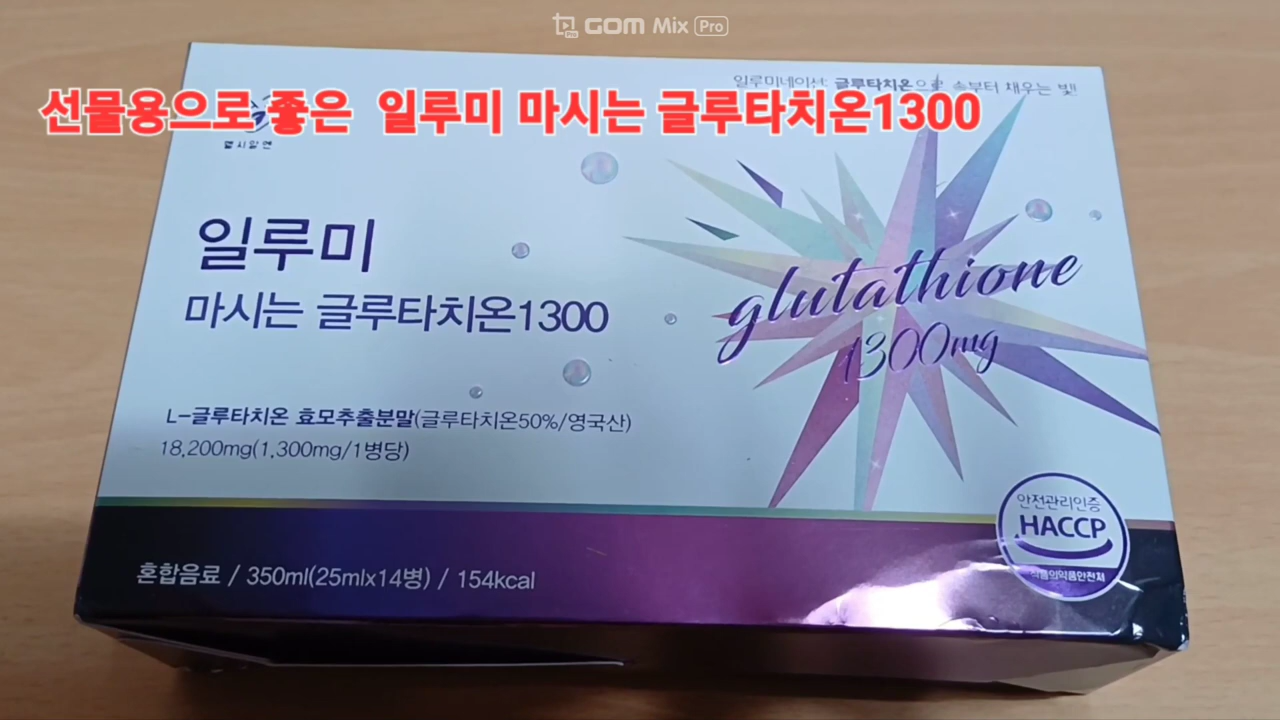 GOM Mix Pro
일루미네이션 글루타치온으로 속부터 채우는 빛!
선물용으로 좋은 일루미 마시는 글루타치온1300
일루미
마시는 글루타치온1300
glutathione
1300mg
L-글루타치온 효모추출분말(글루타치온50%/영국산)
18,200mg(1,300mg/1병당)
안전관리인증
HACCP
식품의약품안전처
혼합음료 / 350ml(25mlx14병) / 154kcal